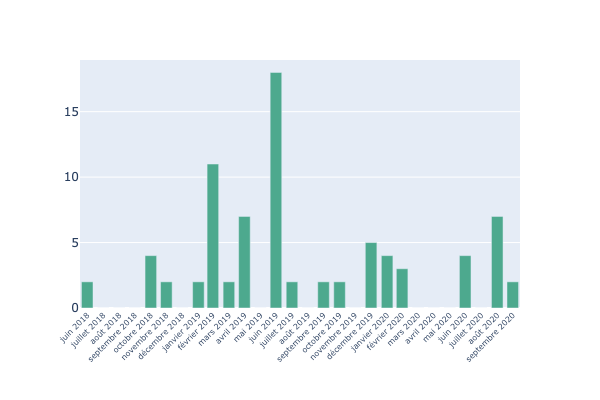 15
10
5
0
juin 2018
juillet 2018
août 2018
septembre 2018
octobre 2018
novembre 2018
décembre 2018
janvier 2019
février 2019
mars 2019
avril 2019
mai 2019
juin 2019
juillet 2019
août 2019
septembre 2019
octobre 2019
novembre 2019
décembre 2019
janvier 2020
février 2020
mars 2020
avril 2020
mai 2020
juin 2020
juillet 2020
août 2020
septembre 2020